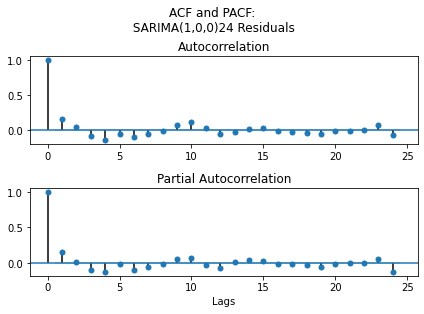 ACF and PACF:
SARIMA(1,0,0)24 Residuals
Autocorrelation
1.0
0.5
0.0
0 5 10 15 20 25
Partial Autocorrelation
1.0
0.5
0.0
0 5 10 15 20 25
Lags